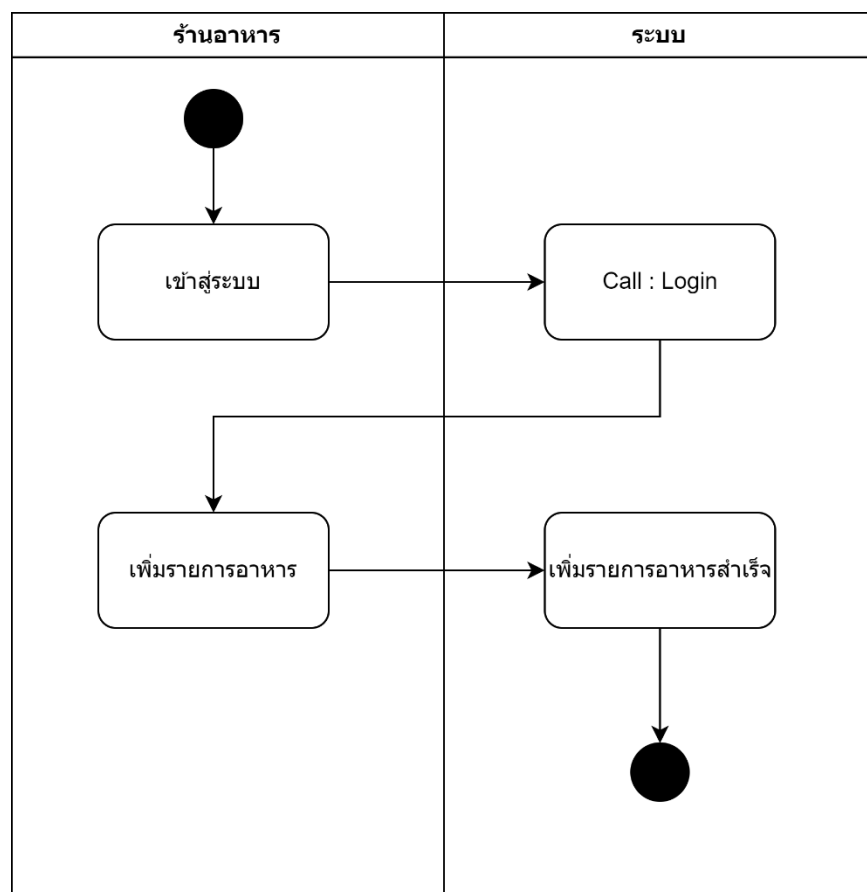 ร้านอาหาร
ระบบ
เข้าสู่ระบบ
Call : Login
เพิ่มรายการอาหาร
เพิ่มรายการอาหารสำเร็จ